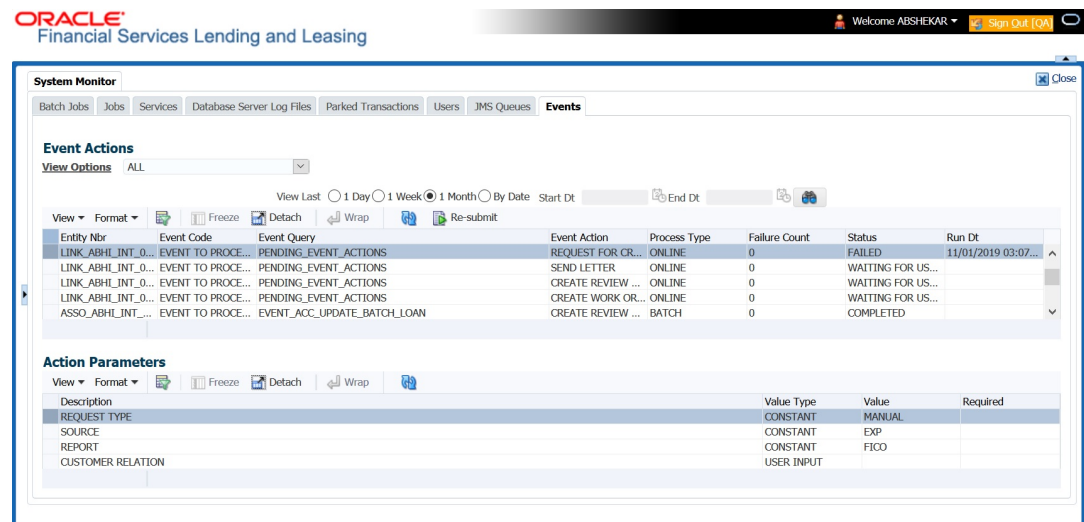 ORACLE
Welcome ABSHEKAR
Sign Out [QA]
Financial Services Lending and Leasing
System Monitor
Close
Batch Jobs Jobs Services Database Server Log Files Parked Transactions Users JMS Queues Events
Event Actions
View Options ALL
View Last 1 Day 1 Week 1 Month By Date Start Dt End Dt
View Format Freeze Detach Wrap Re-submit
Entity Nbr Event Code Event Query Event Action Process Type Failure Count Status Run Dt
LINK_ABHI_INT_0... EVENT TO PROCE... PENDING_EVENT_ACTIONS REQUEST FOR CR... ONLINE 0 FAILED 11/01/2019 03:07...
LINK_ABHI_INT_0... EVENT TO PROCE... PENDING_EVENT_ACTIONS SEND LETTER ONLINE 0 WAITING FOR US...
LINK_ABHI_INT_0... EVENT TO PROCE... PENDING_EVENT_ACTIONS CREATE REVIEW ... ONLINE 0 WAITING FOR US...
LINK_ABHI_INT_0... EVENT TO PROCE... PENDING_EVENT_ACTIONS CREATE WORK OR... ONLINE 0 WAITING FOR US...
ASSO_ABHI_INT_... EVENT TO PROCE... EVENT_ACC_UPDATE_BATCH_LOAN CREATE REVIEW ... BATCH 0 COMPLETED
Action Parameters
View Format Freeze Detach Wrap
Description Value Type Value Required
REQUEST TYPE CONSTANT MANUAL
SOURCE CONSTANT EXP
REPORT CONSTANT FICO
CUSTOMER RELATION USER INPUT